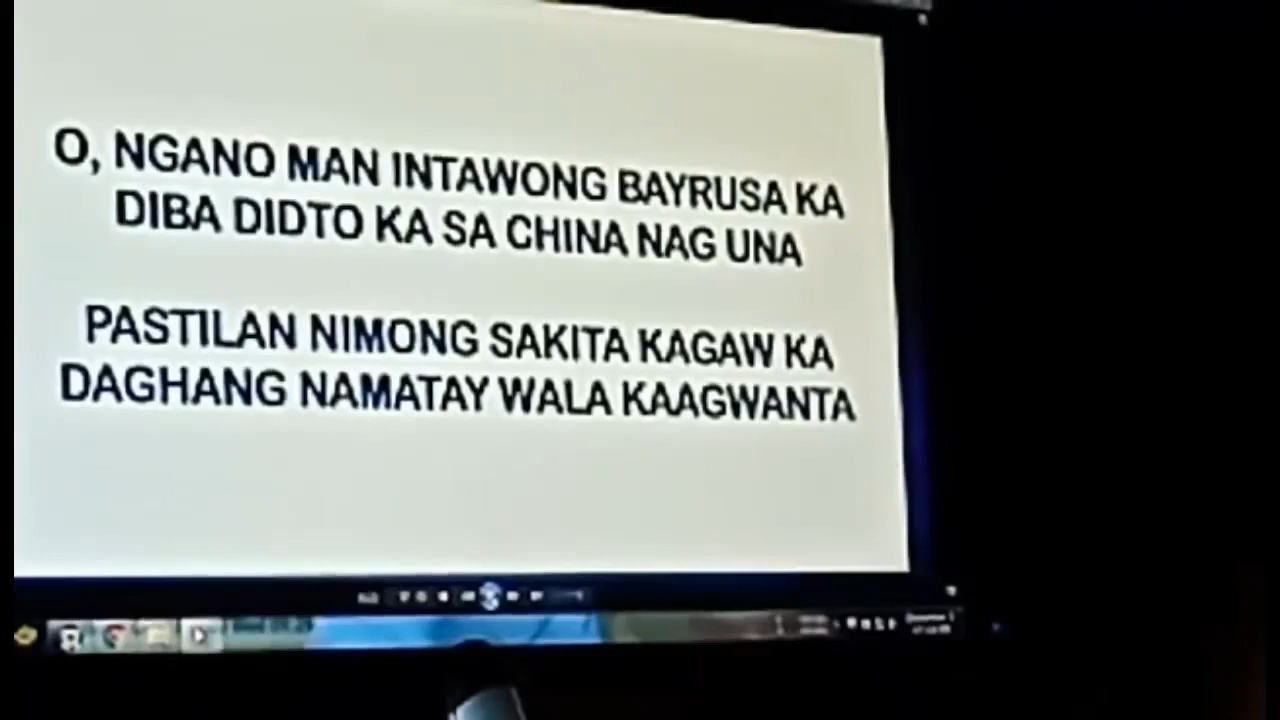 O, NGANO MAN INTAWONG BAYRUSA KA
DIBA DIDTO KA SA CHINA NAG UNA
PASTILAN NIMONG SAKITA KAGAW KA
DAGHANG NAMATAY WALA KAAGWANTA